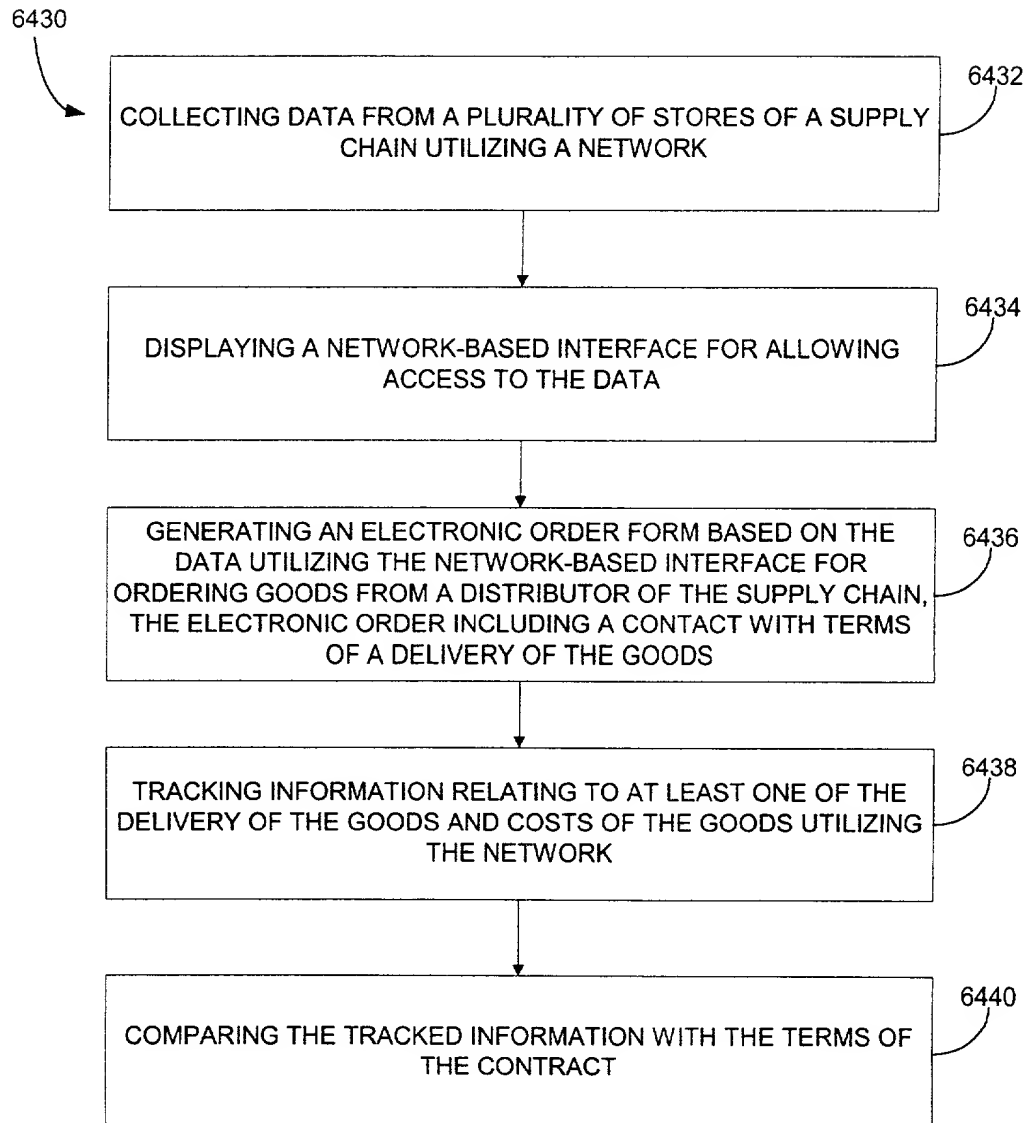 6430
6432
COLLECTING DATA FROM A PLURALITY OF STORES OF A SUPPLY
CHAIN UTILIZING A NETWORK
6434
DISPLAYING A NETWORK-BASED INTERFACE FOR ALLOWING
ACCESS TO THE DATA
GENERATING AN ELECTRONIC ORDER FORM BASED ON THE
DATA UTILIZING THE NETWORK-BASED INTERFACE FOR
6436
ORDERING GOODS FROM A DISTRIBUTOR OF THE SUPPLY CHAIN,
THE ELECTRONIC ORDER INCLUDING A CONTACT WITH TERMS
OF A DELIVERY OF THE GOODS
6438
TRACKING INFORMATION RELATING TO AT LEAST ONE OF THE
DELIVERY OF THE GOODS AND COSTS OF THE GOODS UTILIZING
THE NETWORK
6440
COMPARING THE TRACKED INFORMATION WITH THE TERMS OF
THE CONTRACT